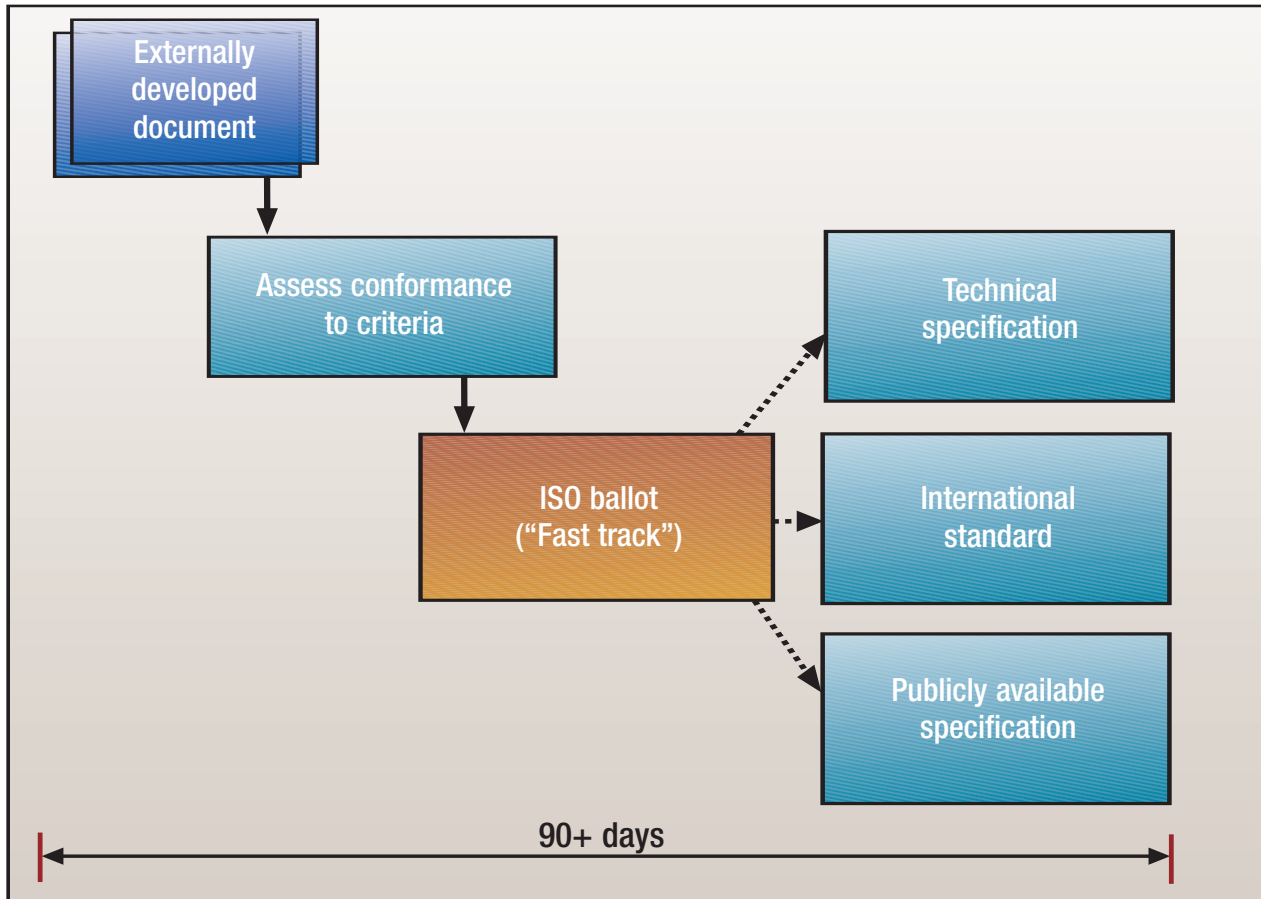 Externally
developed
document
Assess conformance
to criteria
ISO ballot
(“Fast track”)
Technical
specification
International
standard
Publicly available
specification
90+ days